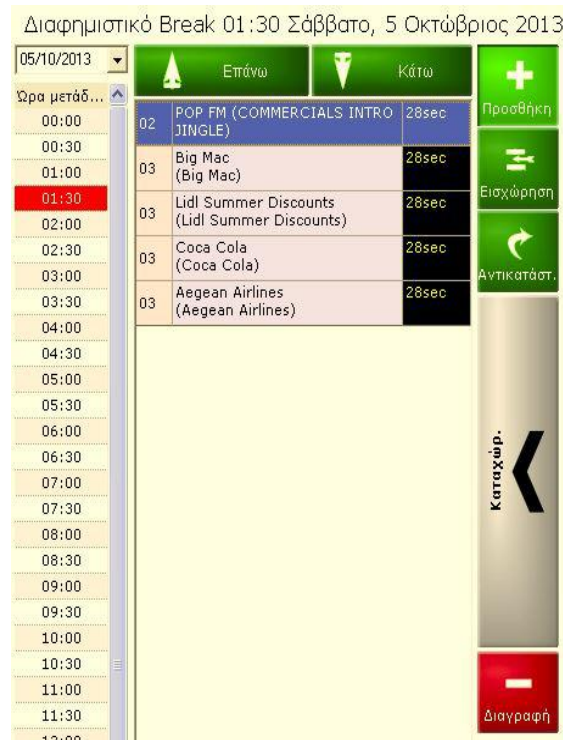 Διαφημιστικό Break 01:30 Σάββατο, 5 Οκτώβριος 2013
05/10/2013
Επάνω
Κάτω
Προσθήκη
Ώρα μετάδ...
00:00
00:30
01:00
01:30
02:00
02:30
03:00
03:30
04:00
04:30
05:00
05:30
06:00
06:30
07:00
07:30
08:00
08:30
09:00
09:30
10:00
10:30
11:00
11:30
12:00
02 POP FM (COMMERCIALS INTRO 28sec
JINGLE)
03 Big Mac 28sec
(Big Mac)
03 Lidl Summer Discounts 28sec
(Lidl Summer Discounts)
03 Coca Cola 28sec
(Coca Cola)
03 Aegean Airlines 28sec
(Aegean Airlines)
Εισχώρηση
Αντικατάστ.
Καταχώρ.
Διαγραφή